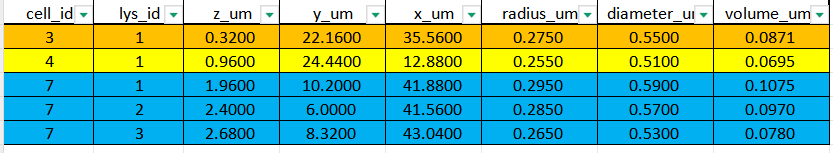 cell_id lys_id z_um y_um x_um radius_um diameter_u volume_um
3 1 0.3200 22.1600 35.5600 0.2750 0.5500 0.0871
4 1 0.9600 24.4400 12.8800 0.2550 0.5100 0.0695
7 1 1.9600 10.2000 41.8800 0.2950 0.5900 0.1075
7 2 2.4000 6.0000 41.5600 0.2850 0.5700 0.0970
7 3 2.6800 8.3200 43.0400 0.2650 0.5300 0.0780